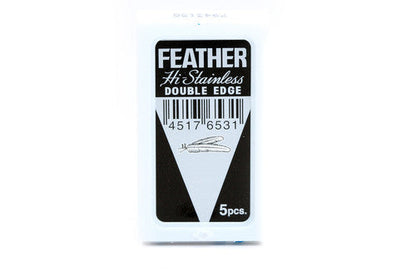 FEATHER
Hi Stainless
DOUBLE EDGE
4517 6531
5pcs.